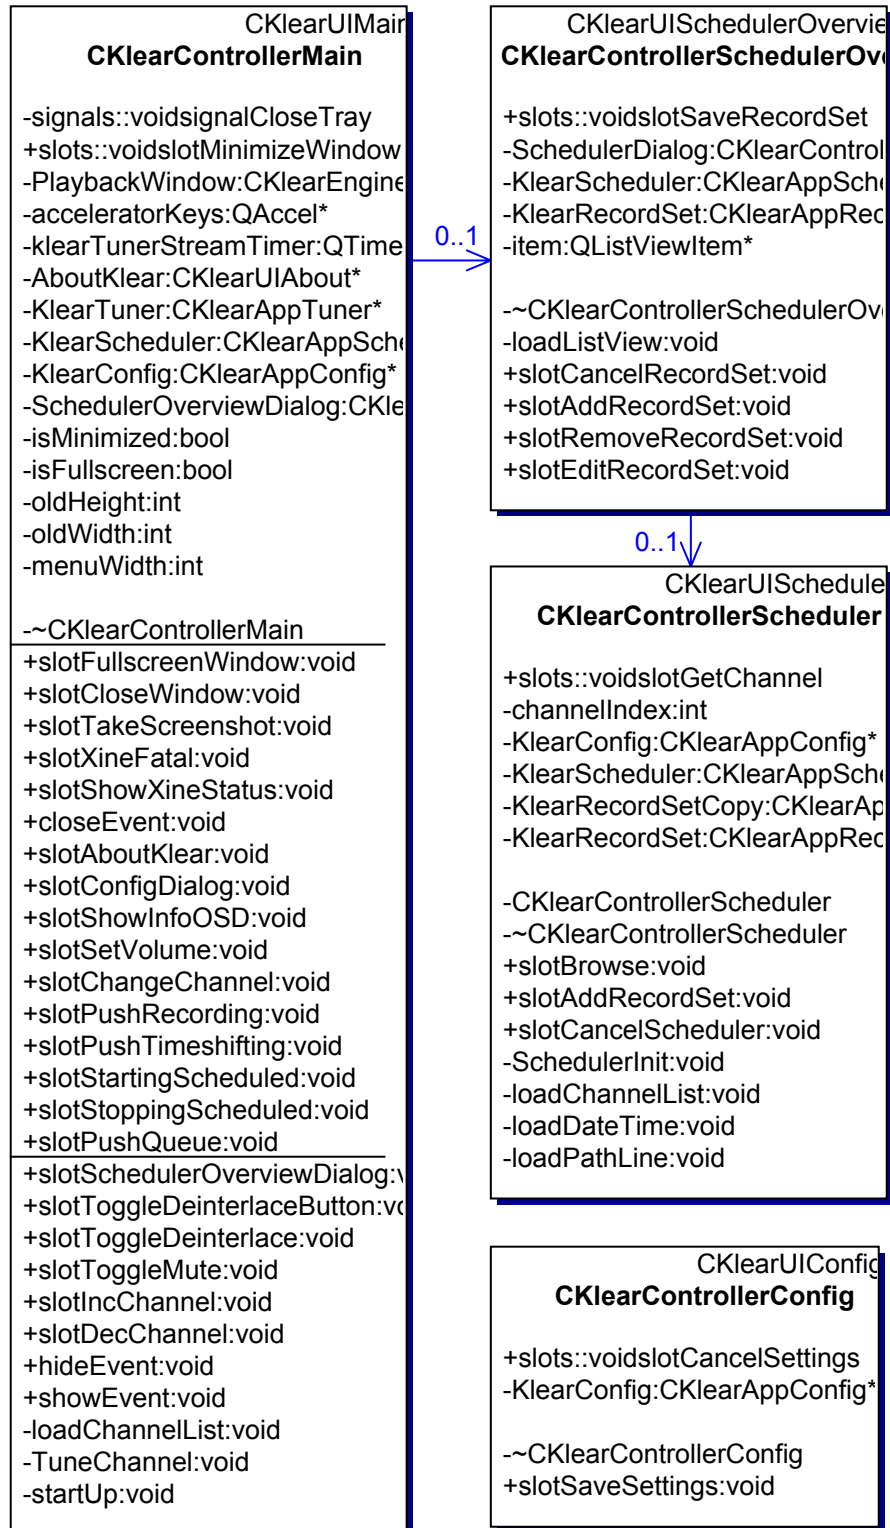 CKlearUIMain
CKlearControllerMain
-signals::voidsignalCloseTray
+slots::voidslotMinimizeWindow
-PlaybackWindow:CKlearEngine
-acceleratorKeys:QAccel*
-klearTunerStreamTimer:QTime
-AboutKlear:CKlearUIAbout*
-KlearTuner:CKlearAppTuner*
-KlearScheduler:CKlearAppSche
-KlearConfig:CKlearAppConfig*
-SchedulerOverviewDialog:CKle
-isMinimized:bool
-isFullscreen:bool
-oldHeight:int
-oldWidth:int
-menuWidth:int
-~CKlearControllerMain
+slotFullscreenWindow:void
+slotCloseWindow:void
+slotTakeScreenshot:void
+slotXineFatal:void
+slotShowXineStatus:void
+closeEvent:void
+slotAboutKlear:void
+slotConfigDialog:void
+slotShowInfoOSD:void
+slotSetVolume:void
+slotChangeChannel:void
+slotPushRecording:void
+slotPushTimeshifting:void
+slotStartingScheduled:void
+slotStoppingScheduled:void
+slotPushQueue:void
+slotSchedulerOverviewDialog:v
+slotToggleDeinterlaceButton:vo
+slotToggleDeinterlace:void
+slotToggleMute:void
+slotIncChannel:void
+slotDecChannel:void
+hideEvent:void
+showEvent:void
-loadChannelList:void
-TuneChannel:void
-startUp:void
0..1
CKlearUISchedulerOvervie
CKlearControllerSchedulerOve
+slots::voidslotSaveRecordSet
-SchedulerDialog:CKlearControl
-KlearScheduler:CKlearAppSche
-KlearRecordSet:CKlearAppRec
-item:QListViewItem*
-~CKlearControllerSchedulerOv
-loadListView:void
+slotCancelRecordSet:void
+slotAddRecordSet:void
+slotRemoveRecordSet:void
+slotEditRecordSet:void
0..1
CKlearUISchedule
CKlearControllerScheduler
+slots::voidslotGetChannel
-channelIndex:int
-KlearConfig:CKlearAppConfig*
-KlearScheduler:CKlearAppSche
-KlearRecordSetCopy:CKlearAp
-KlearRecordSet:CKlearAppRec
-CKlearControllerScheduler
-~CKlearControllerScheduler
+slotBrowse:void
+slotAddRecordSet:void
+slotCancelScheduler:void
-SchedulerInit:void
-loadChannelList:void
-loadDateTime:void
-loadPathLine:void
CKlearUIConfig
CKlearControllerConfig
+slots::voidslotCancelSettings
-KlearConfig:CKlearAppConfig*
-~CKlearControllerConfig
+slotSaveSettings:void